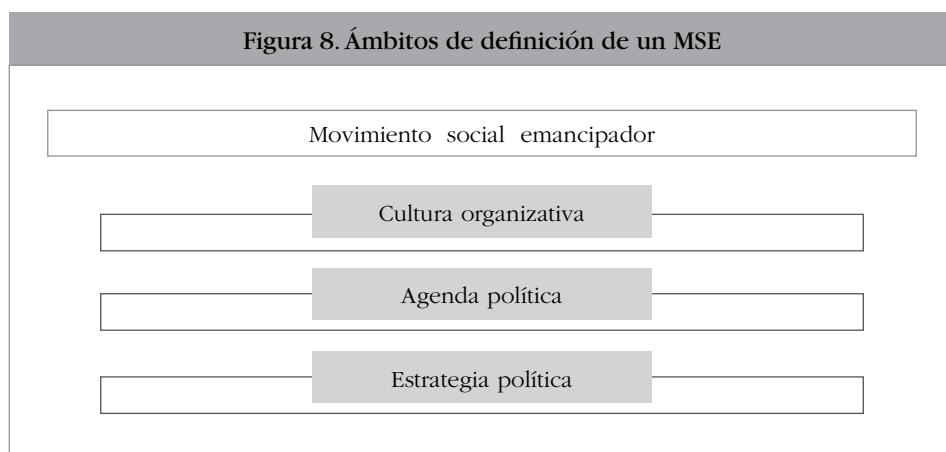 Figura 8. Ámbitos de definición de un MSE
Movimiento social emancipador
Cultura organizativa
Agenda política
Estrategia política